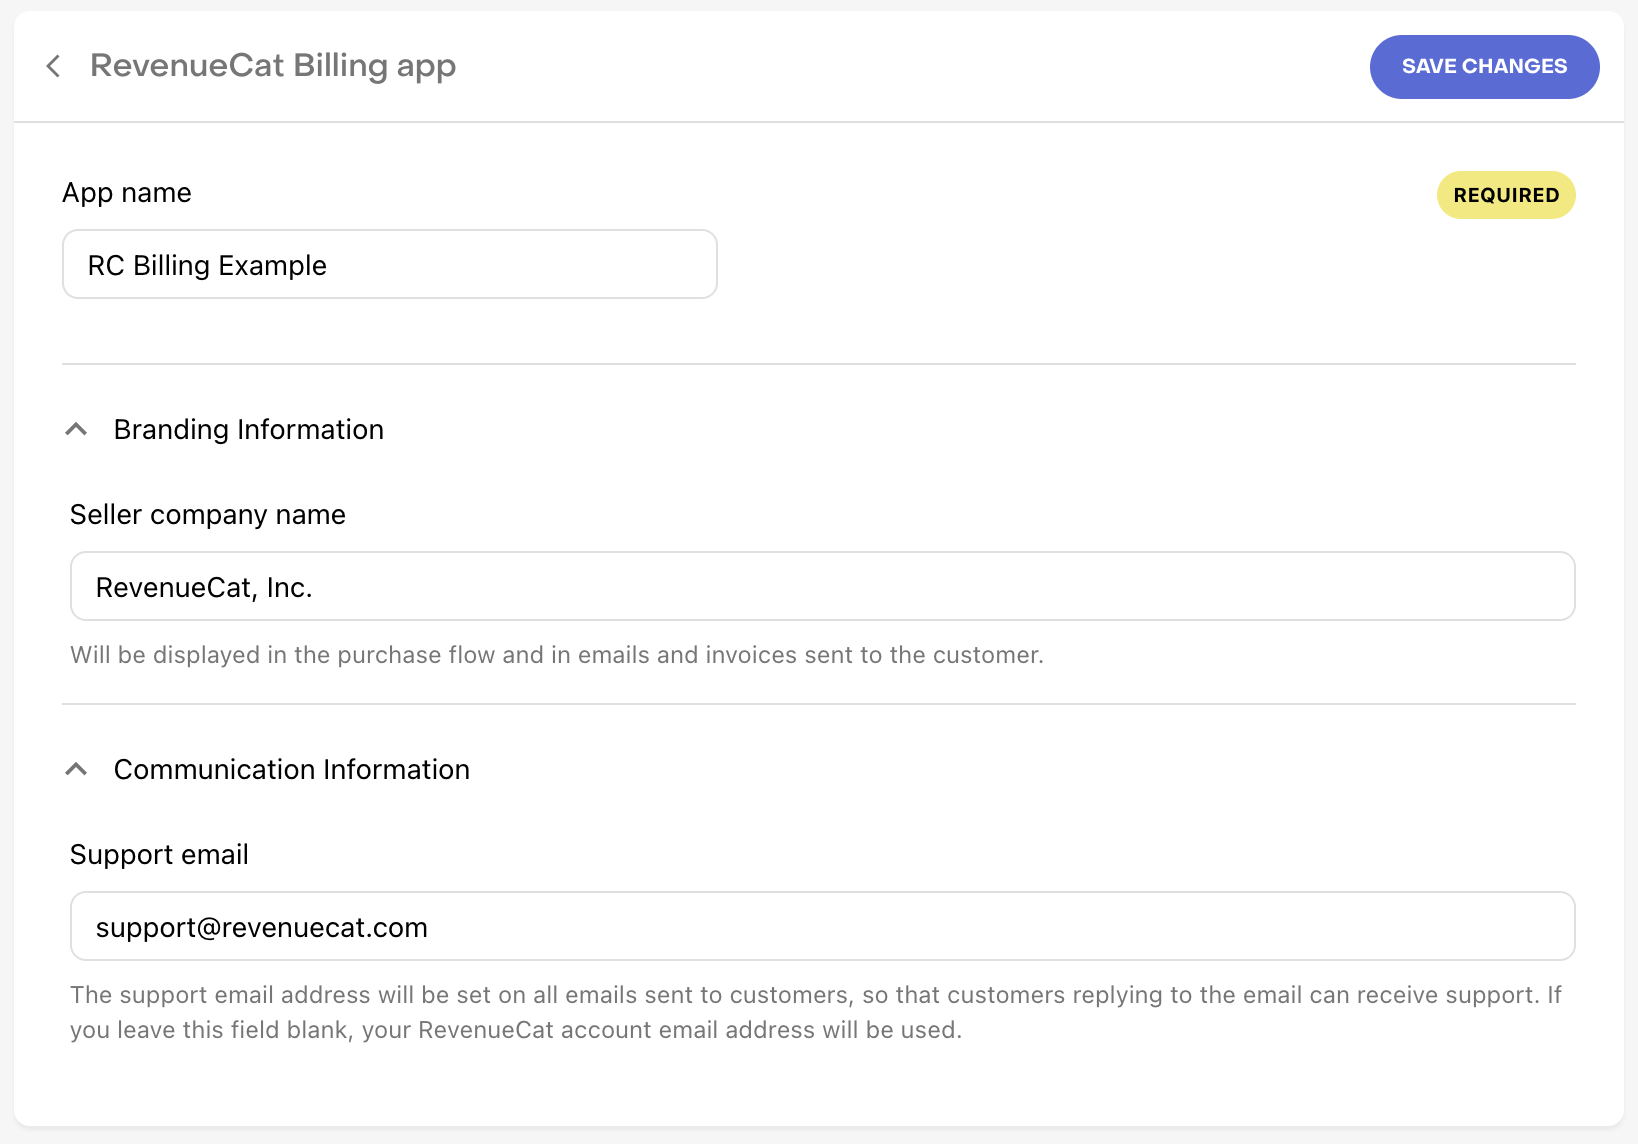 RevenueCat Billing app
SAVE CHANGES
App name
REQUIRED
RC Billing Example
Branding Information
Seller company name
RevenueCat, Inc.
Will be displayed in the purchase flow and in emails and invoices sent to the customer.
Communication Information
Support email
support@revenuecat.com
The support email address will be set on all emails sent to customers, so that customers replying to the email can receive support. If
you leave this field blank, your RevenueCat account email address will be used.